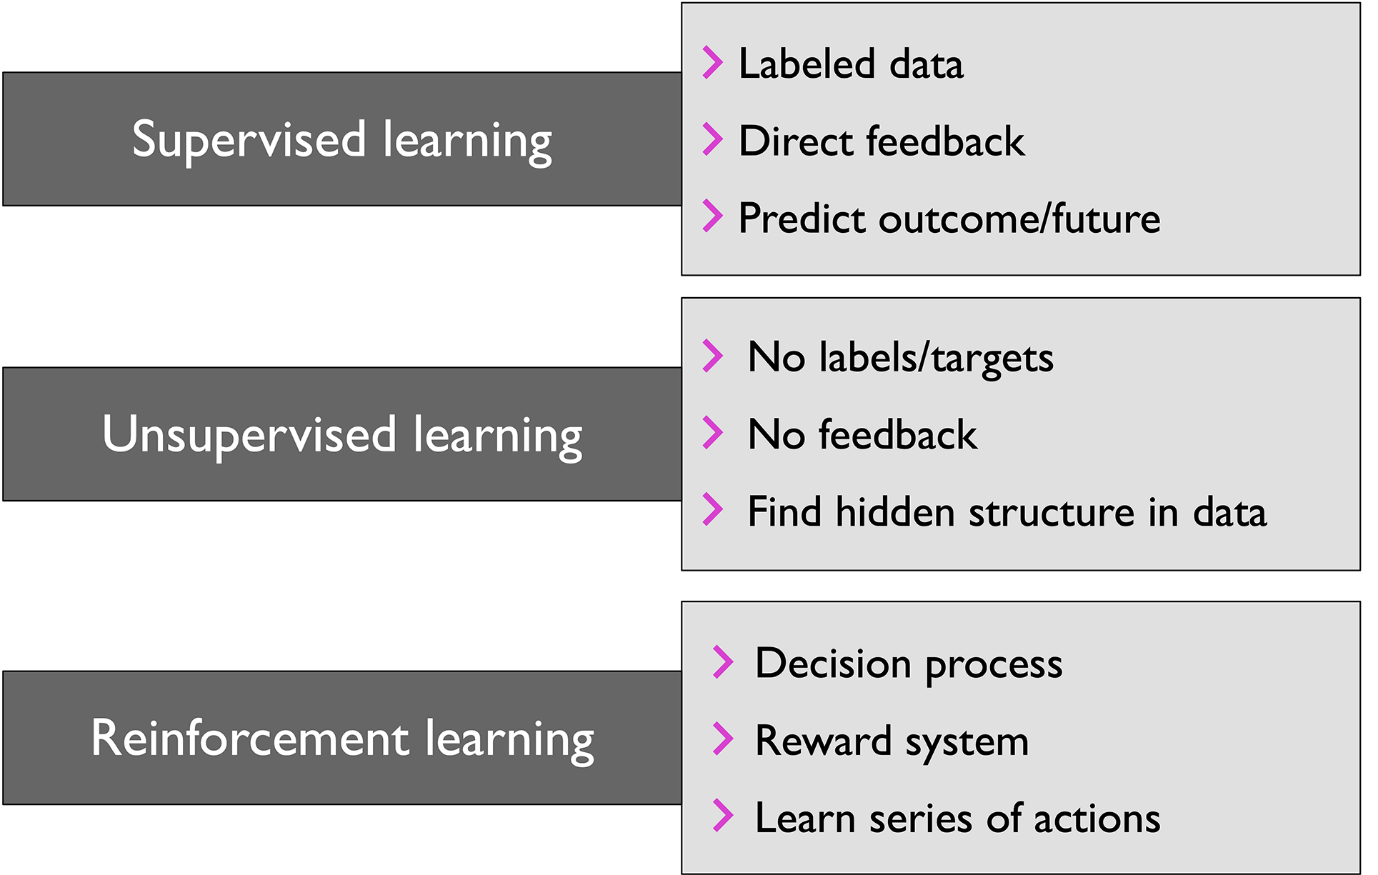 Supervised learning
Labeled data
Direct feedback
Predict outcome/future
Unsupervised learning
No labels/targets
No feedback
Find hidden structure in data
Reinforcement learning
Decision process
Reward system
Learn series of actions